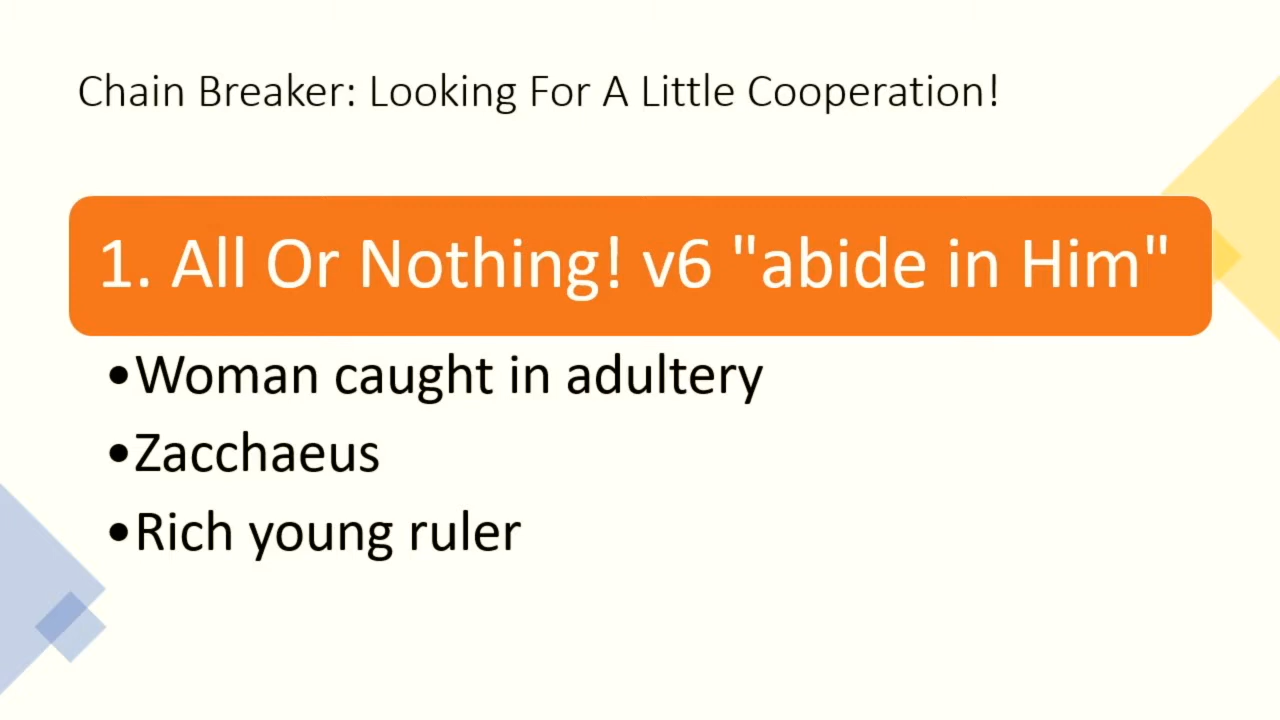 Chain Breaker: Looking For A Little Cooperation!
1. All Or Nothing! v6 "abide in Him"
•Woman caught in adultery
•Zacchaeus
•Rich young ruler